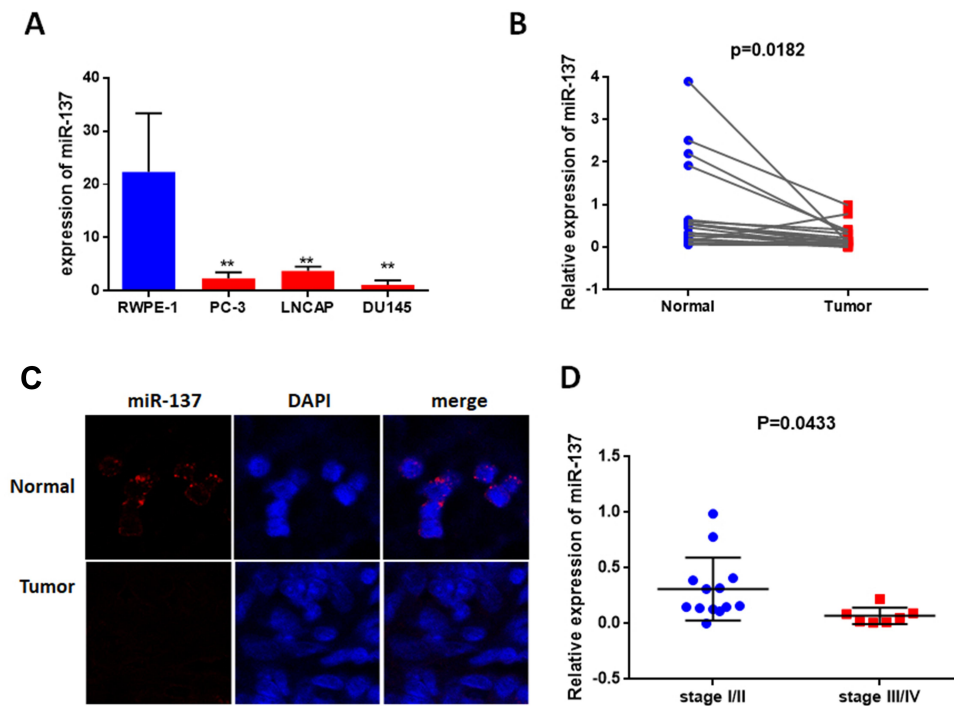 A
expression of miR-137
40
30
20
10
0
** ** **
RWPE-1 PC-3 LNCAP DU145
B
p=0.0182
Relative expression of miR-137
4
3
2
1
0
-1
Normal Tumor
C
miR-137 DAPI merge
Normal
Tumor
D
P=0.0433
Relative expression of miR-137
1.5
1.0
0.5
0.0
-0.5
stage I/II stage III/IV